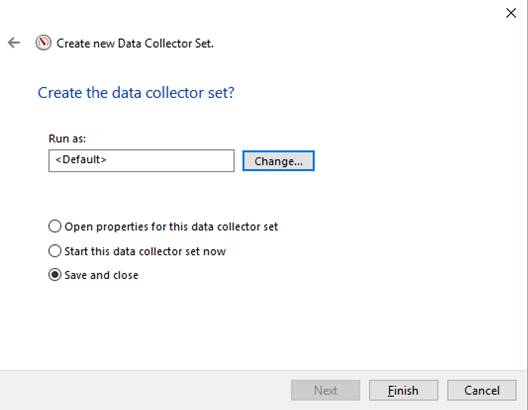 Create new Data Collector Set.
Create the data collector set?
Run as:
<Default>
Change...
Open properties for this data collector set
Start this data collector set now
Save and close
Next
Finish
Cancel